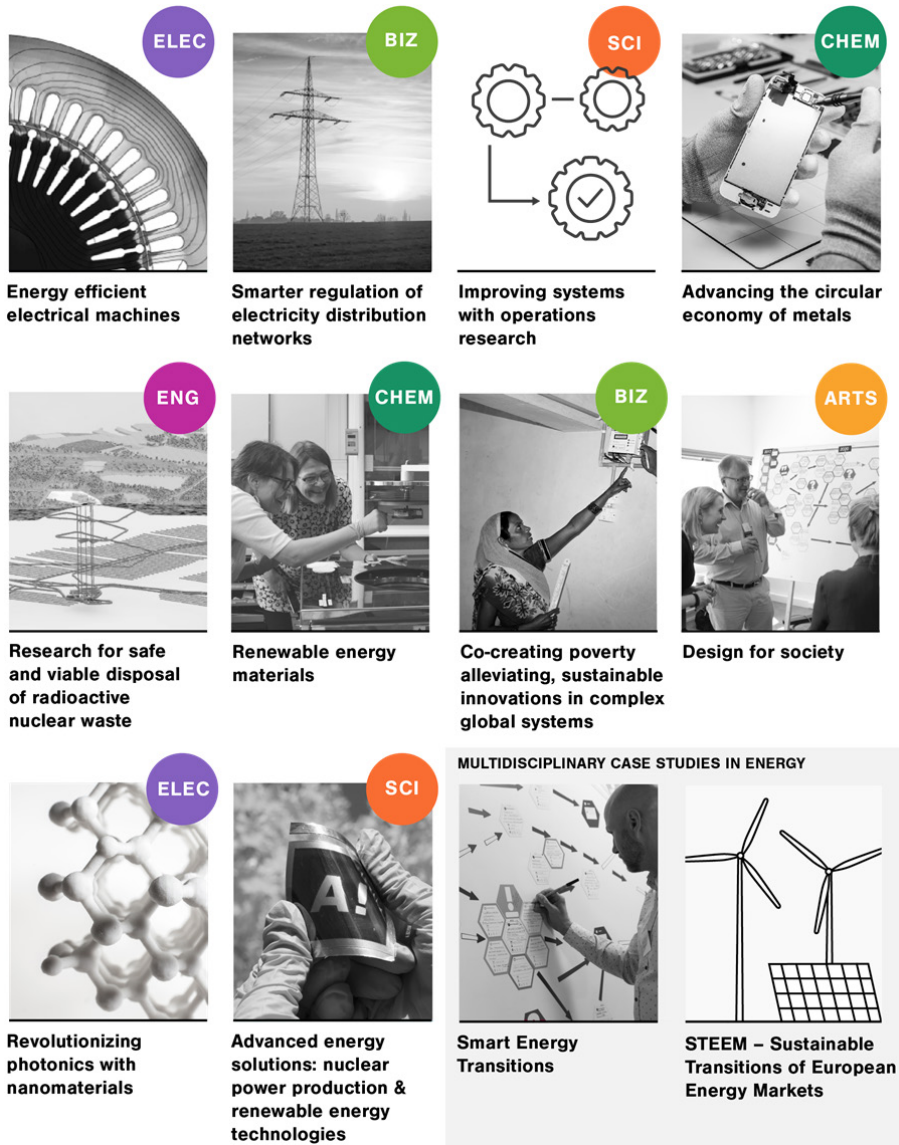 ELEC
BIZ
SCI
CHEM
Energy efficient
electrical machines
Smarter regulation of
electricity distribution
networks
Improving systems
with operations
research
Advancing the circular
economy of metals
ENG
CHEM
BIZ
ARTS
Research for safe
and viable disposal
of radioactive
nuclear waste
Renewable energy
materials
Co-creating poverty
alleviating, sustainable
innovations in complex
global systems
Design for society
ELEC
SCI
MULTIDISCIPLINARY CASE STUDIES IN ENERGY
A!
Revolutionizing
photonics with
nanomaterials
Advanced energy
solutions: nuclear
power production &
renewable energy
technologies
Smart Energy
Transitions
STEEM – Sustainable
Transitions of European
Energy Markets